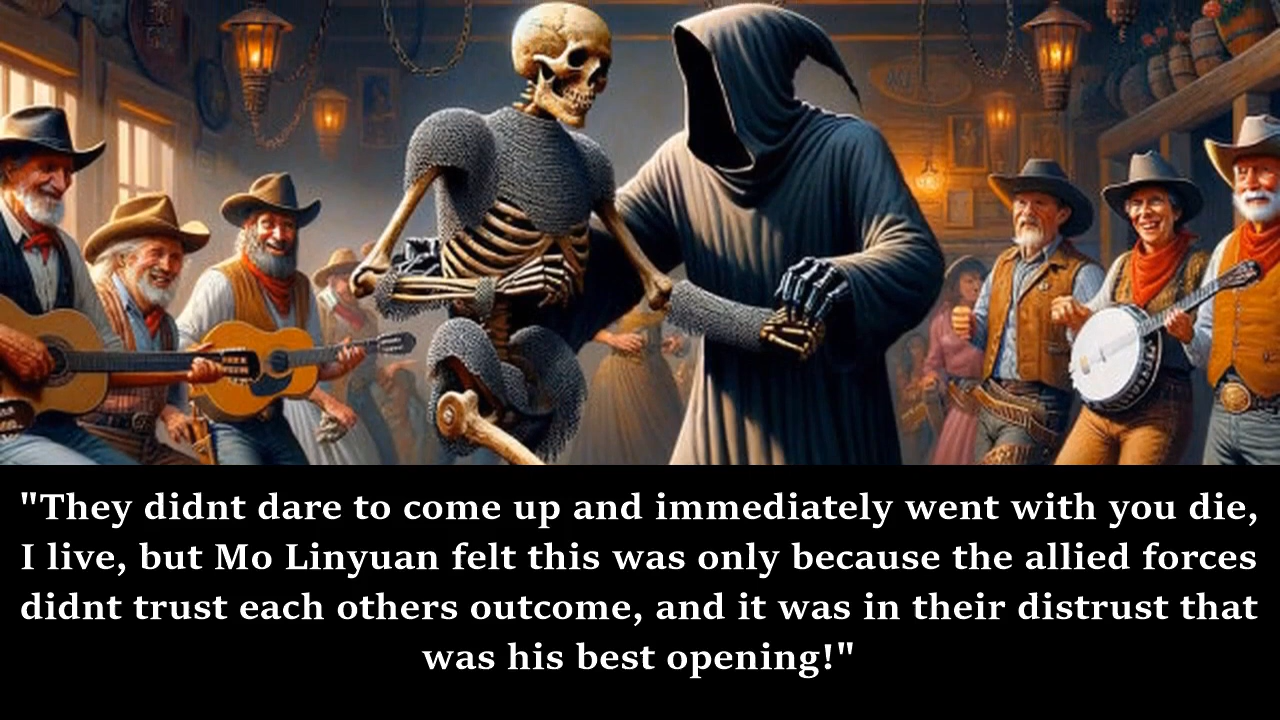 "They didnt dare to come up and immediately went with you die,
I live, but Mo Linyuan felt this was only because the allied forces
didnt trust each others outcome, and it was in their distrust that
was his best opening!"